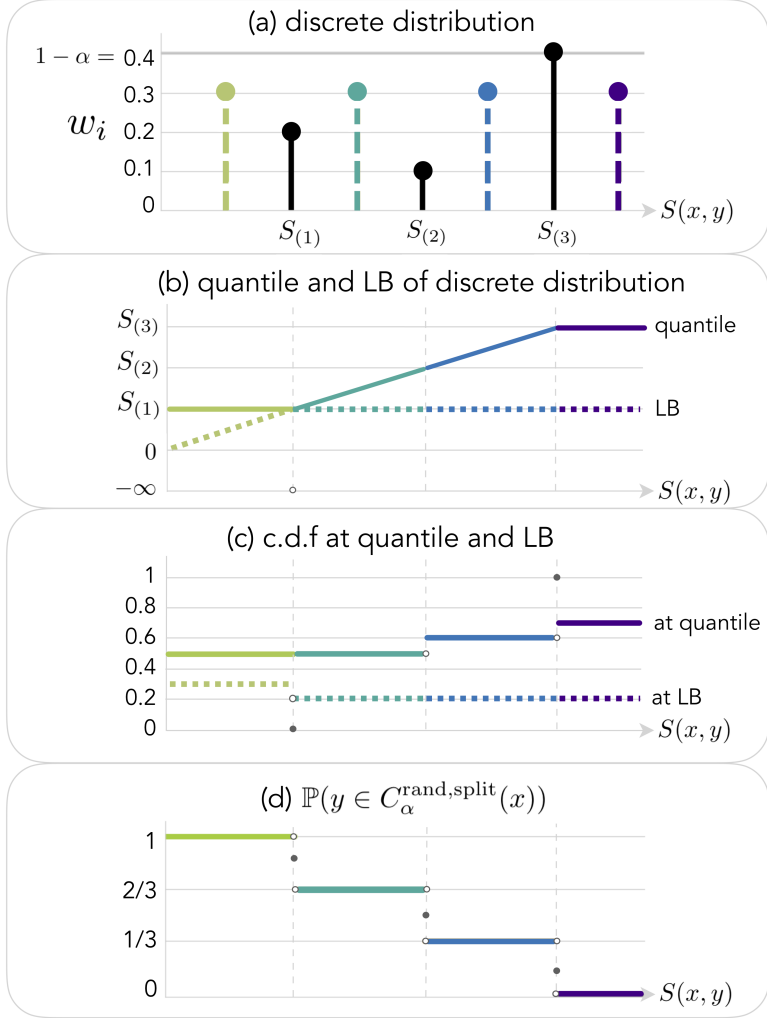 (a) discrete distribution
1 − α = 0.4
0.3
w_i 0.2
0.1
0
S(x, y)
S_(1) S_(2) S_(3)
(b) quantile and LB of discrete distribution
S_(3) quantile
S_(2)
S_(1) LB
0
−∞ S(x, y)
(c) c.d.f at quantile and LB
1
0.8
at quantile
0.6
0.4
0.2 at LB
0 S(x, y)
(d) ℙ(y ∈ C_α^{rand,split}(x))
1
2/3
1/3
0 S(x, y)